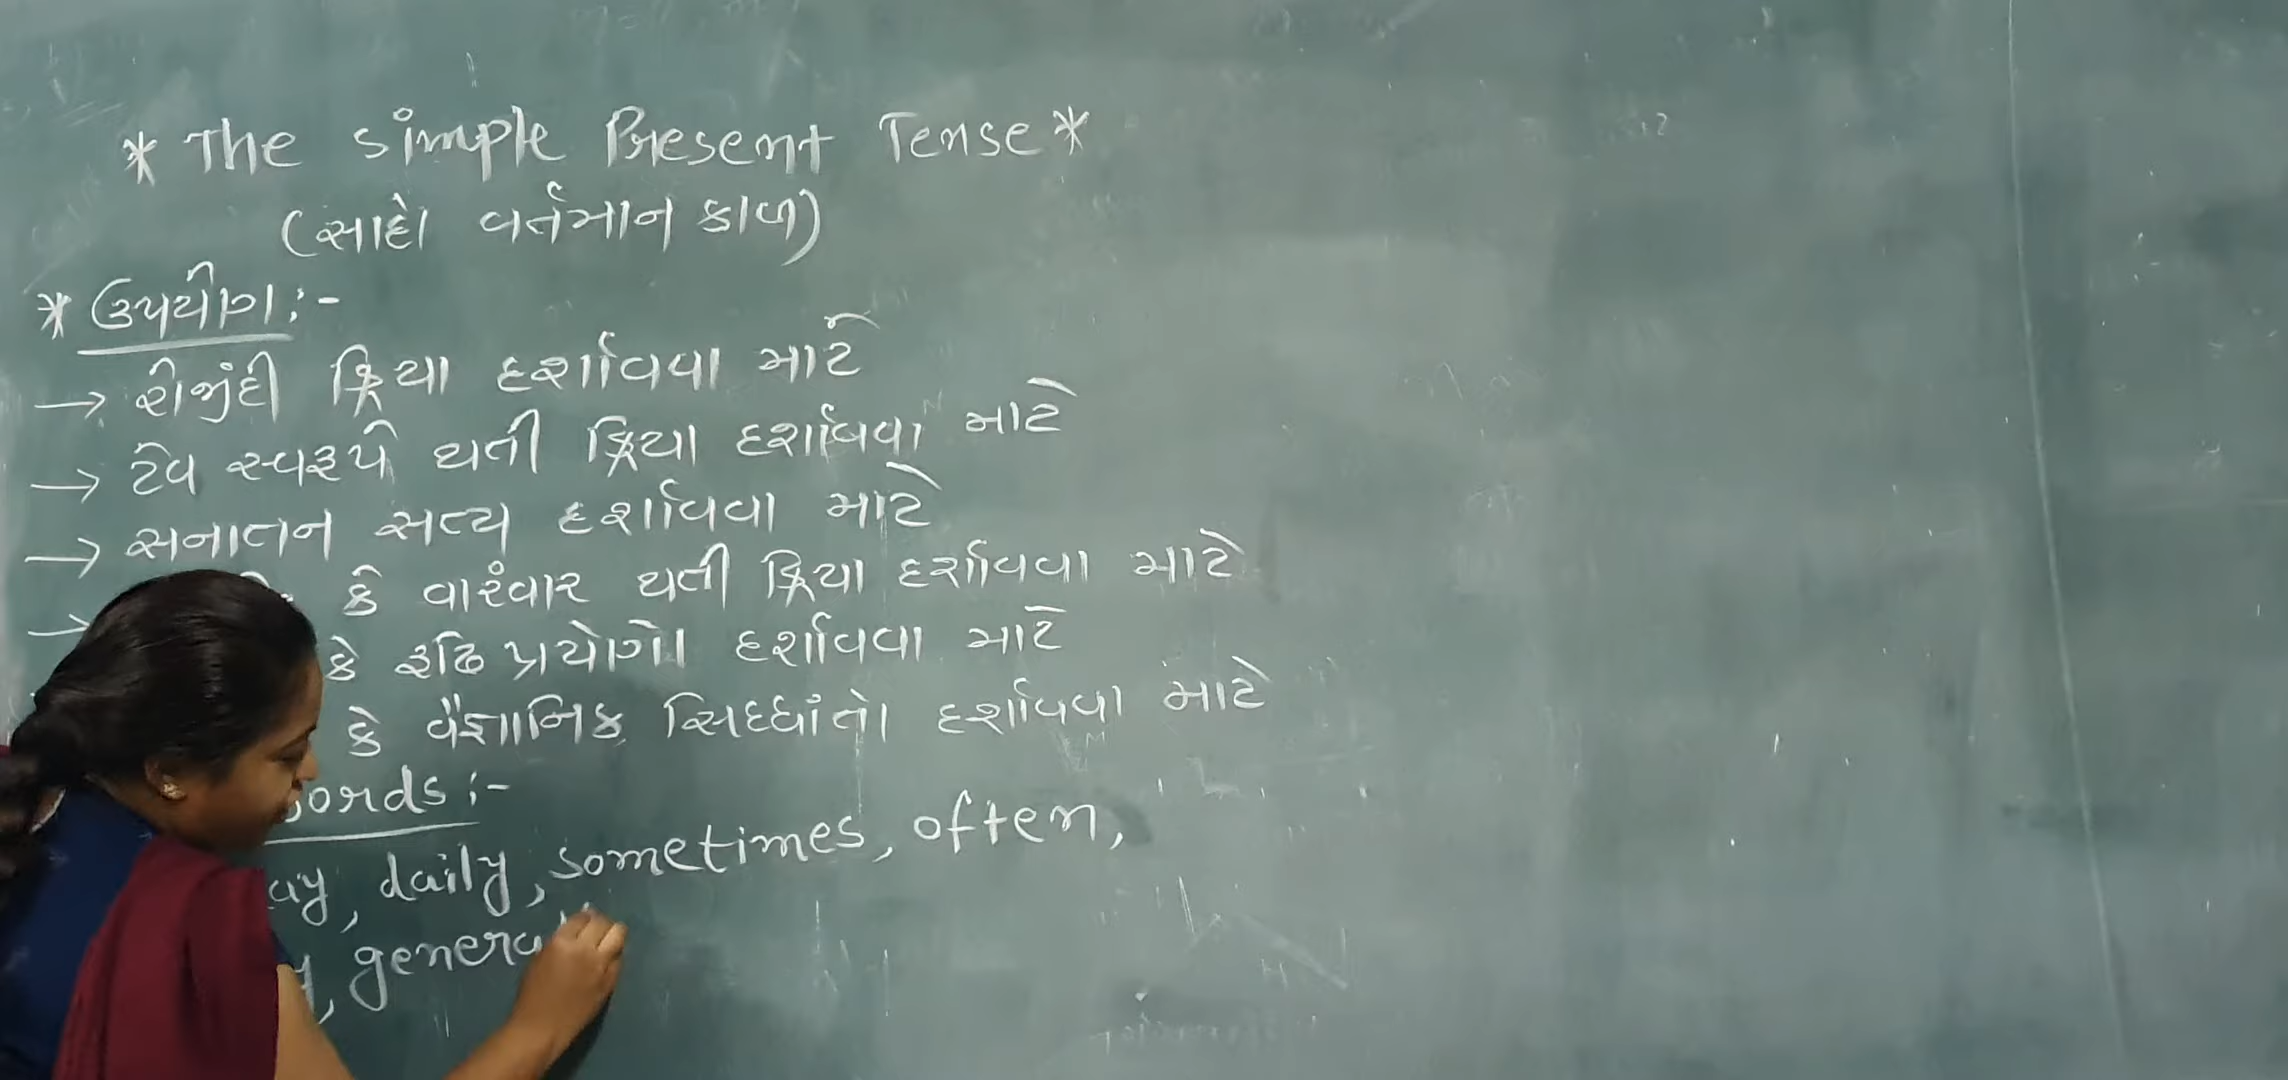 * The Simple Present Tense *
(સાદો વર્તમાન કાળ)
* ઉપયોગ :-
→ રોજીંદી ક્રિયા દર્શાવવા માટે
→ ટેવ સ્વરૂપે થતી ક્રિયા દર્શાવવા માટે
→ સનાતન સત્ય દર્શાવવા માટે
→ કે વારંવાર થતી ક્રિયા દર્શાવવા માટે
કે રૂઢિ પ્રયોગો દર્શાવવા માટે
કે વૈજ્ઞાનિક સિદ્ધાંતો દર્શાવવા માટે
ords :-
ay, daily, sometimes, often,
y, genera